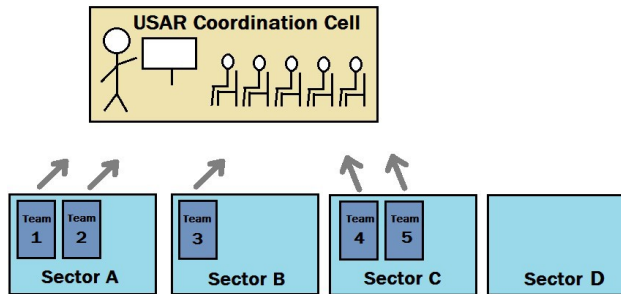 USAR Coordination Cell
Team
1
Team
2
Sector A
Team
3
Sector B
Team
4
Team
5
Sector C
Sector D